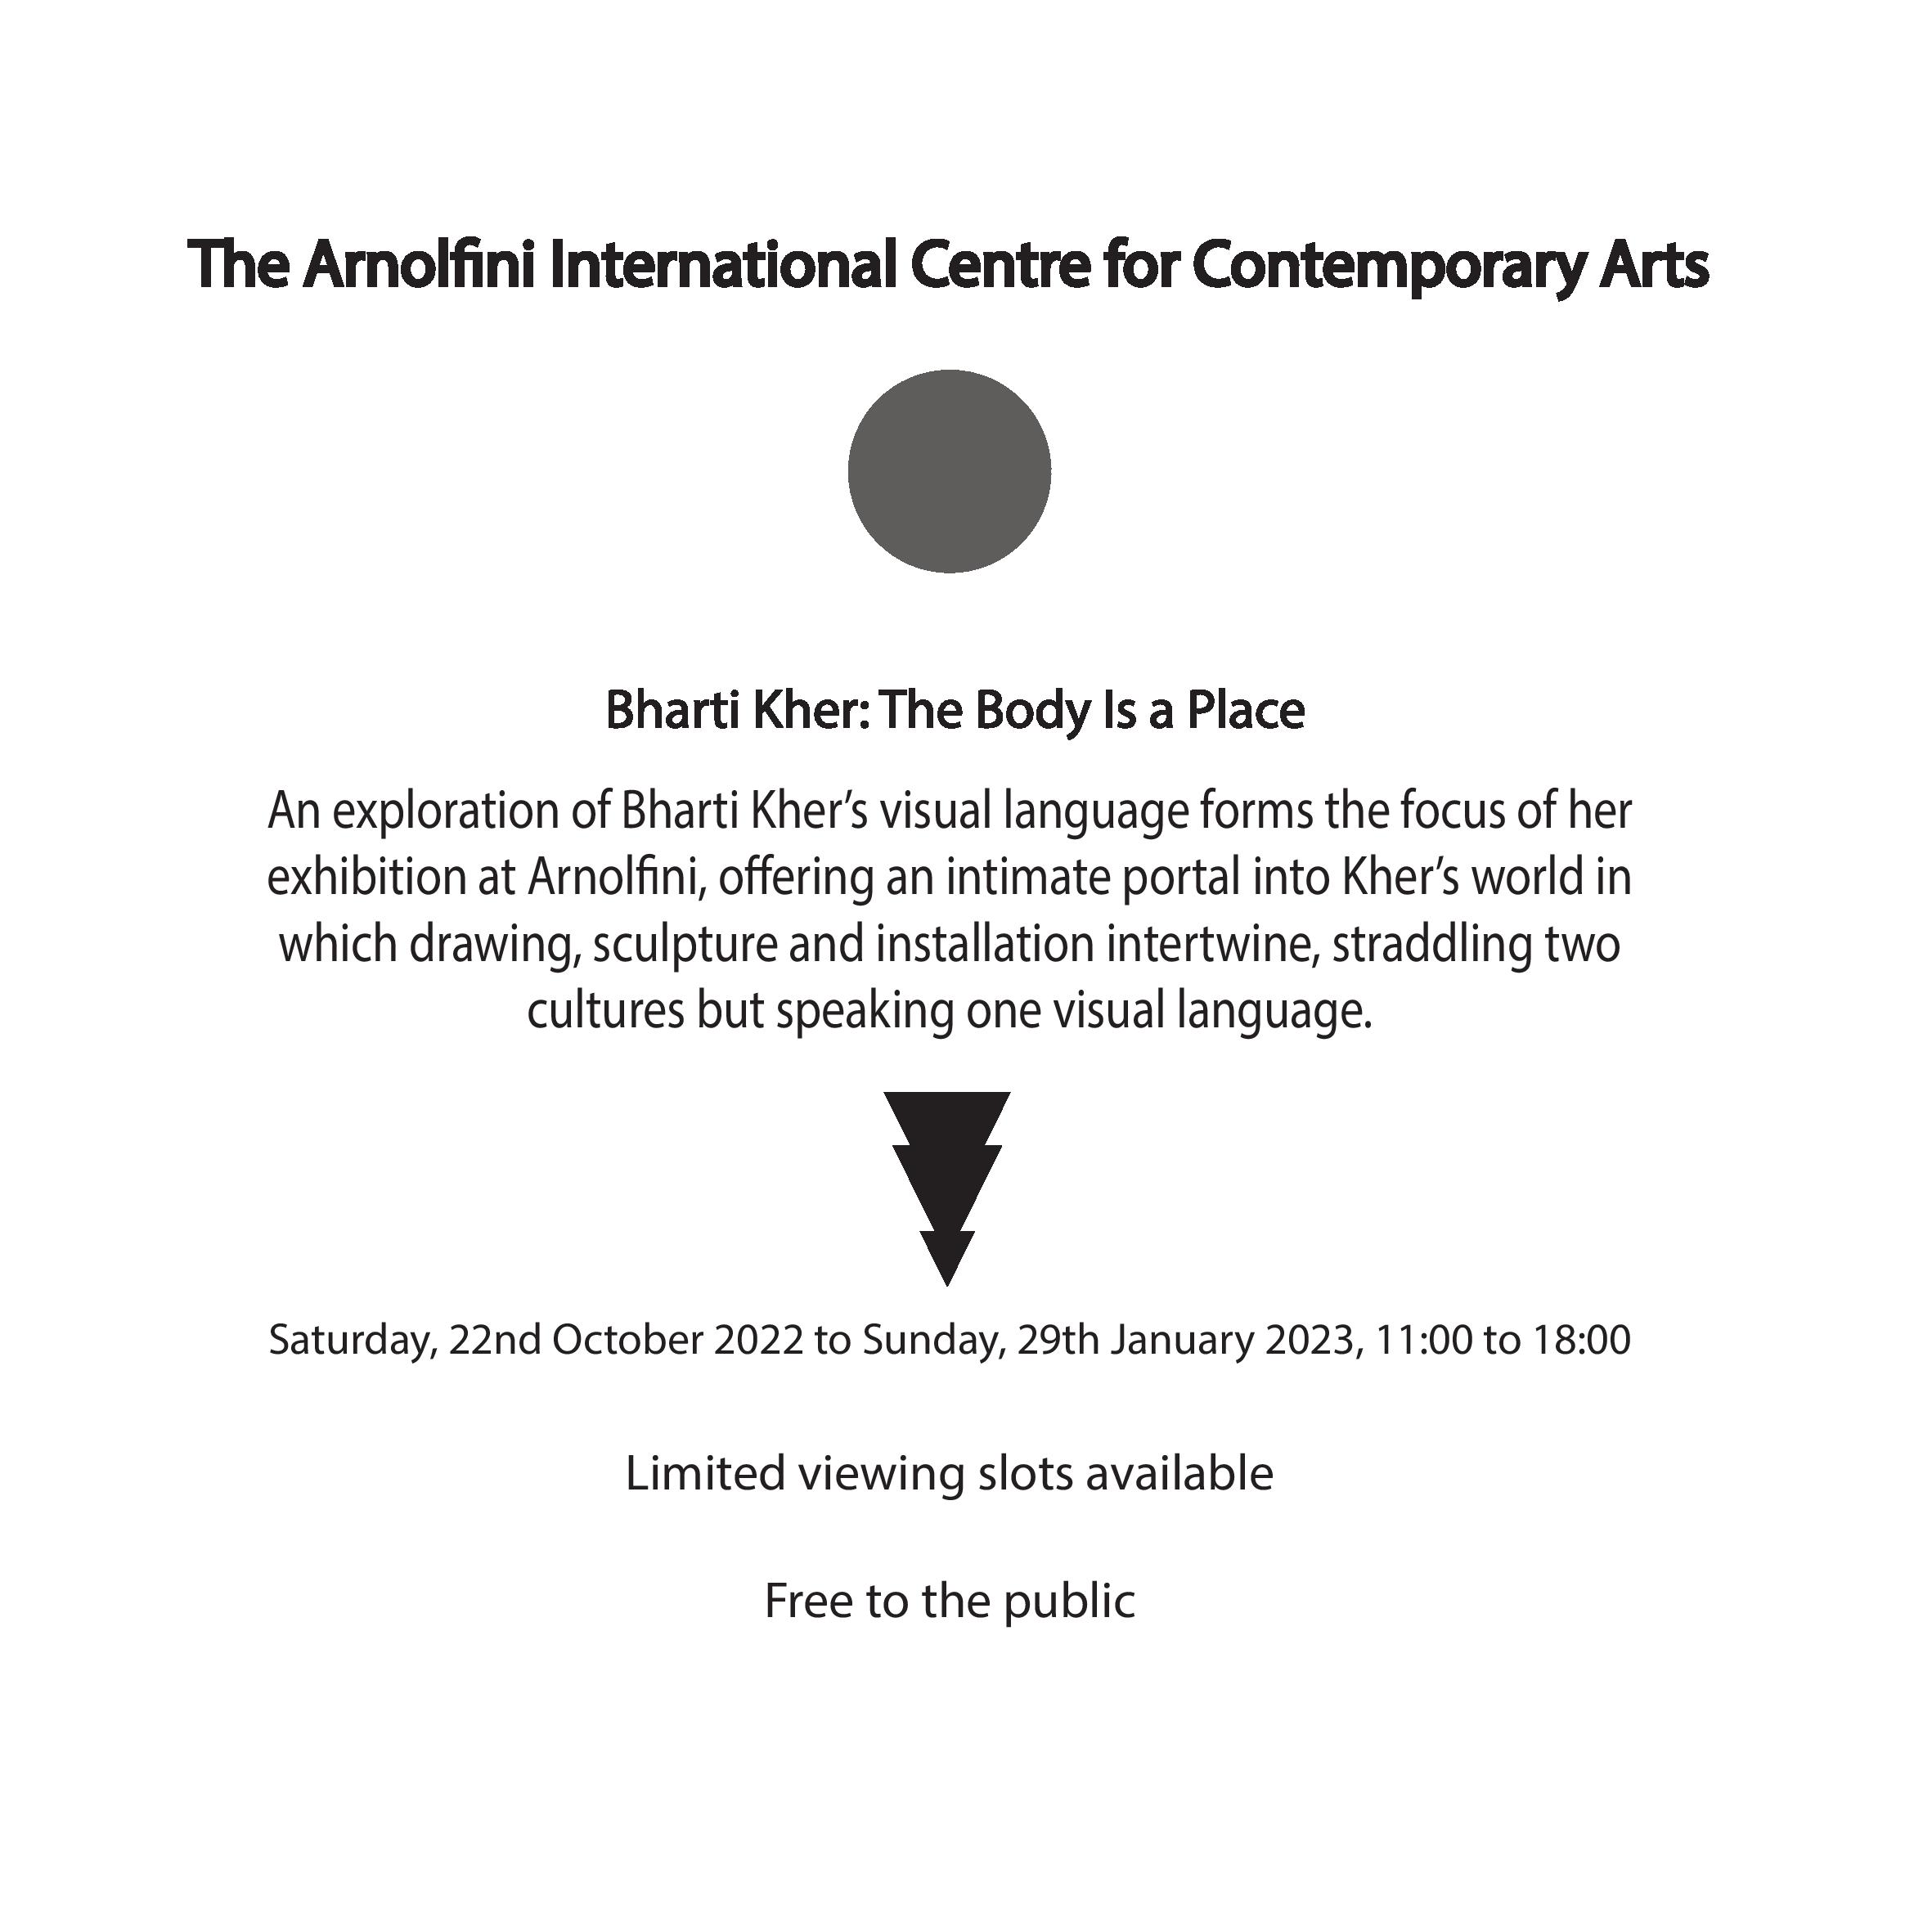 The Arnolfini International Centre for Contemporary Arts
Bharti Kher: The Body Is a Place
An exploration of Bharti Kher’s visual language forms the focus of her
exhibition at Arnolfini, offering an intimate portal into Kher’s world in
which drawing, sculpture and installation intertwine, straddling two
cultures but speaking one visual language.
Saturday, 22nd October 2022 to Sunday, 29th January 2023, 11:00 to 18:00
Limited viewing slots available
Free to the public